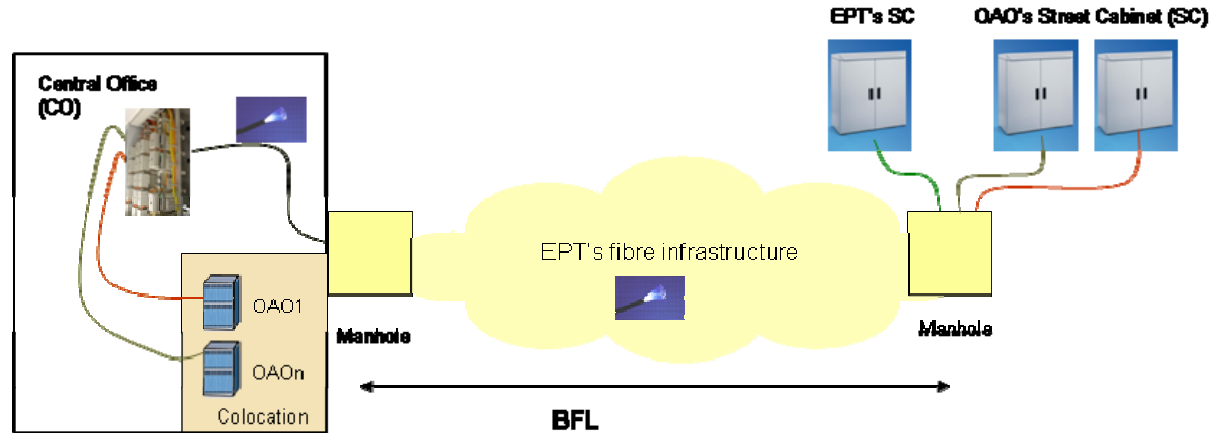 EPT's SC
OAO's Street Cabinet (SC)
Central Office
(CO)
EPT's fibre infrastructure
OAO1
Manhole
Manhole
OAOn
Colocation
BFL